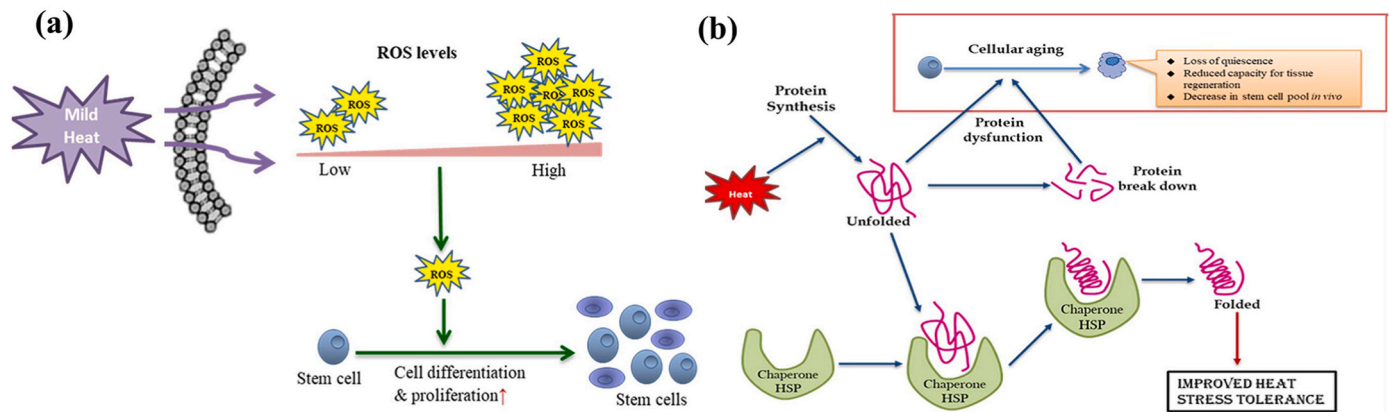 (a)
ROS levels
Mild
Heat
ROS
ROS
ROS
ROS
ROS
ROS
ROS
ROS
Low
High
ROS
Stem cell
Cell differentiation
& proliferation↑
Stem cells
(b)
Cellular aging
◆ Loss of quiescence
◆ Reduced capacity for tissue
regeneration
◆ Decrease in stem cell pool in vivo
Protein
Synthesis
Protein
dysfunction
Heat
Unfolded
Protein
break down
Chaperone
HSP
Chaperone
HSP
Chaperone
HSP
Folded
IMPROVED HEAT
STRESS TOLERANCE